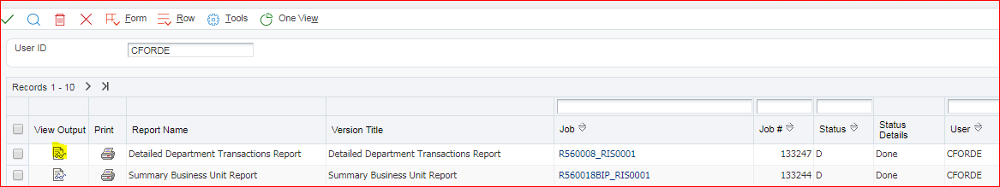 Form Row Tools One View
User ID CFORDE
Records 1 - 10
View Output Print Report Name Version Title Job Job # Status Status Details User
Detailed Department Transactions Report Detailed Department Transactions Report R560008_RIS0001 133247 D Done CFORDE
Summary Business Unit Report Summary Business Unit Report R560018BIP_RIS0001 133244 D Done CFORDE